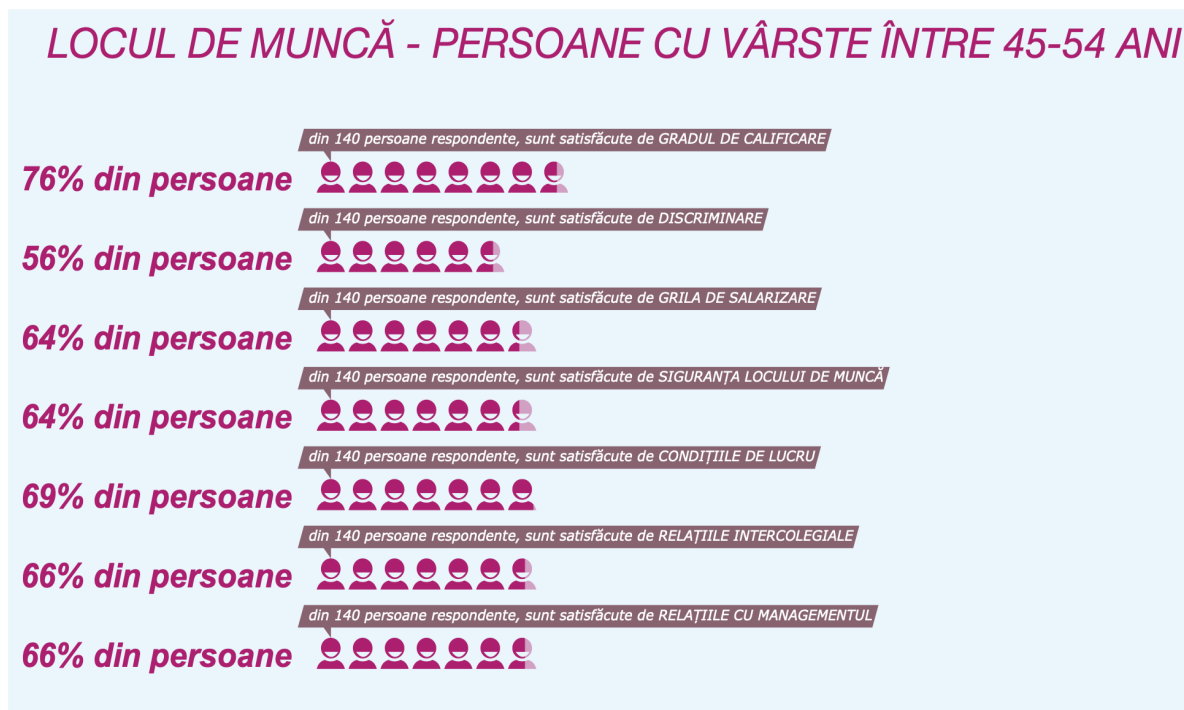 LOCUL DE MUNCĂ - PERSOANE CU VÂRSTE ÎNTRE 45-54 ANI
din 140 persoane respondente, sunt satisfăcute de GRADUL DE CALIFICARE
76% din persoane
din 140 persoane respondente, sunt satisfăcute de DISCRIMINARE
56% din persoane
din 140 persoane respondente, sunt satisfăcute de GRILA DE SALARIZARE
64% din persoane
din 140 persoane respondente, sunt satisfăcute de SIGURANȚA LOCULUI DE MUNCĂ
64% din persoane
din 140 persoane respondente, sunt satisfăcute de CONDIȚIILE DE LUCRU
69% din persoane
din 140 persoane respondente, sunt satisfăcute de RELAȚIILE INTERCOLEGIALE
66% din persoane
din 140 persoane respondente, sunt satisfăcute de RELAȚIILE CU MANAGEMENTUL
66% din persoane